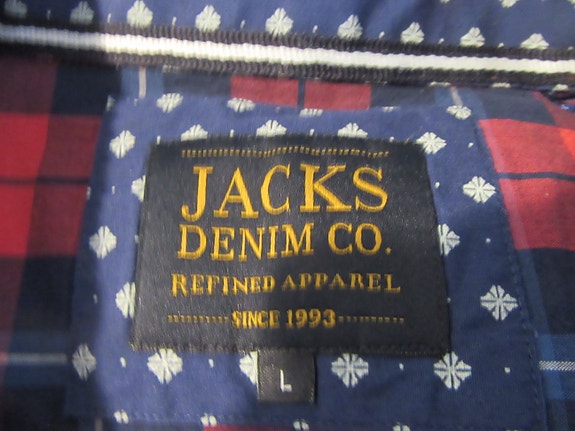 JACKS
DENIM CO.
REFINED APPAREL
SINCE 1993
L